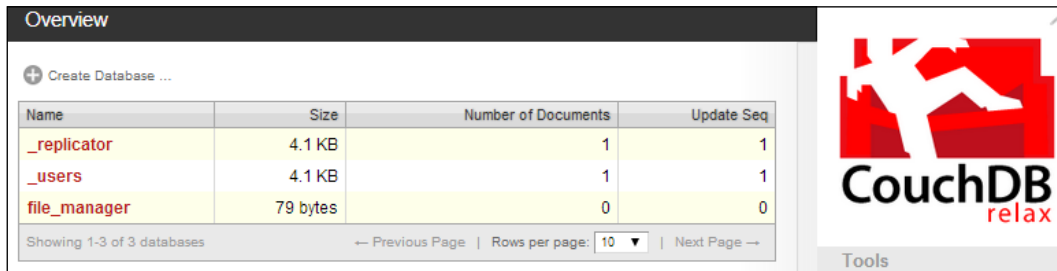 Overview
Create Database ...
Name Size Number of Documents Update Seq
_replicator 4.1 KB 1 1
_users 4.1 KB 1 1
file_manager 79 bytes 0 0
Showing 1-3 of 3 databases ← Previous Page | Rows per page: 10 ▼ | Next Page →
CouchDB
relax
Tools